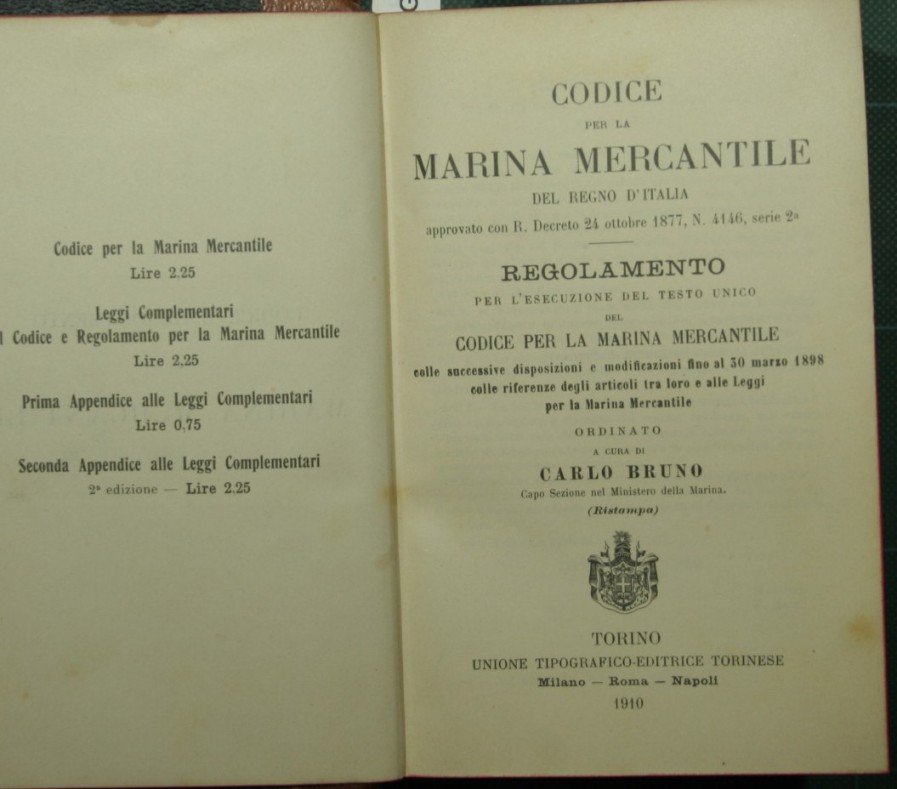 Codice per la Marina Mercantile
Lire 2.25
Leggi Complementari
l Codice e Regolamento per la Marina Mercantile
Lire 2.25
Prima Appendice alle Leggi Complementari
Lire 0.75
Seconda Appendice alle Leggi Complementari
2ª edizione — Lire 2.25
G
CODICE
PER LA
MARINA MERCANTILE
DEL REGNO D'ITALIA
approvato con R. Decreto 24 ottobre 1877, N. 4146, serie 2ª
REGOLAMENTO
PER L'ESECUZIONE DEL TESTO UNICO
DEL
CODICE PER LA MARINA MERCANTILE
colle successive disposizioni e modificazioni fino al 30 marzo 1898
colle riferenze degli articoli tra loro e alle Leggi
per la Marina Mercantile
ORDINATO
A CURA DI
CARLO BRUNO
Capo Sezione nel Ministero della Marina.
(Ristampa)
TORINO
UNIONE TIPOGRAFICO-EDITRICE TORINESE
Milano — Roma — Napoli
1910